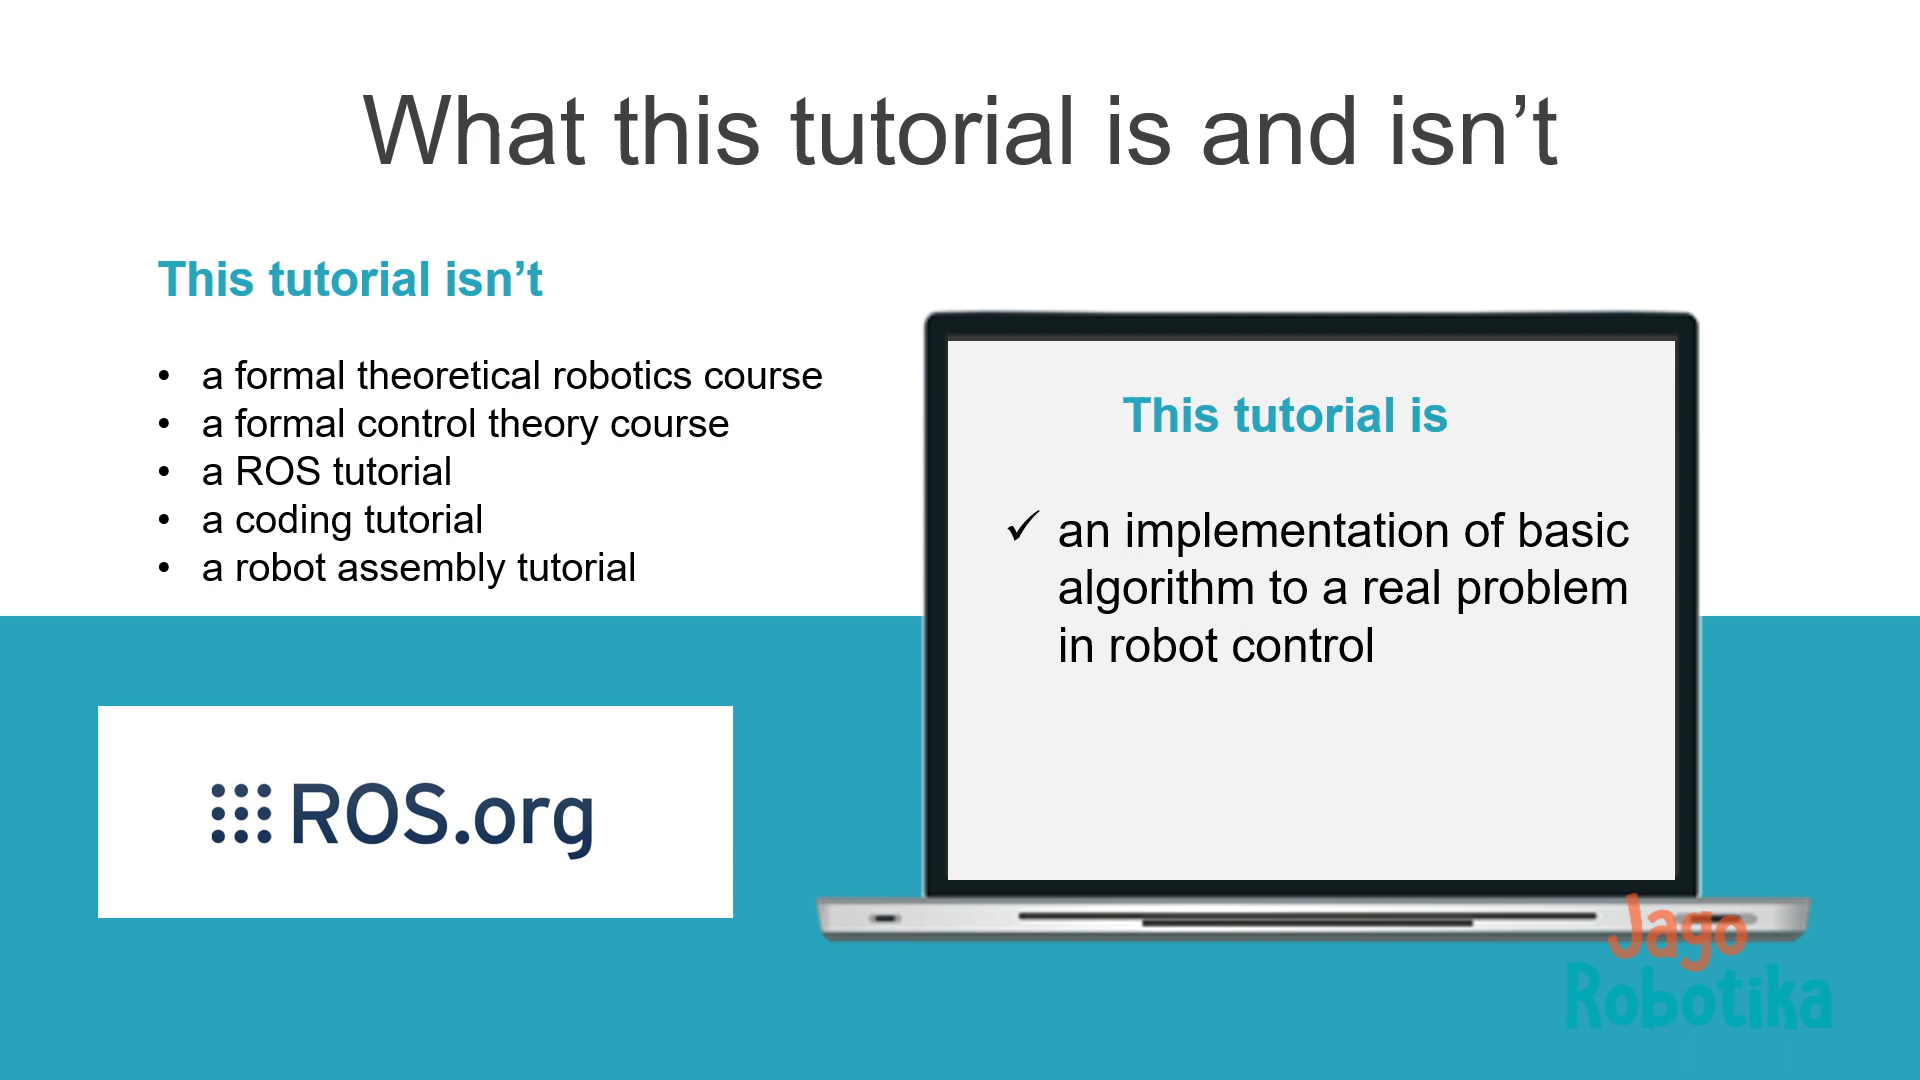 What this tutorial is and isn’t
This tutorial isn’t
• a formal theoretical robotics course
• a formal control theory course
• a ROS tutorial
• a coding tutorial
• a robot assembly tutorial
This tutorial is
✓ an implementation of basic
algorithm to a real problem
in robot control
ROS.org
Jago
Robotika